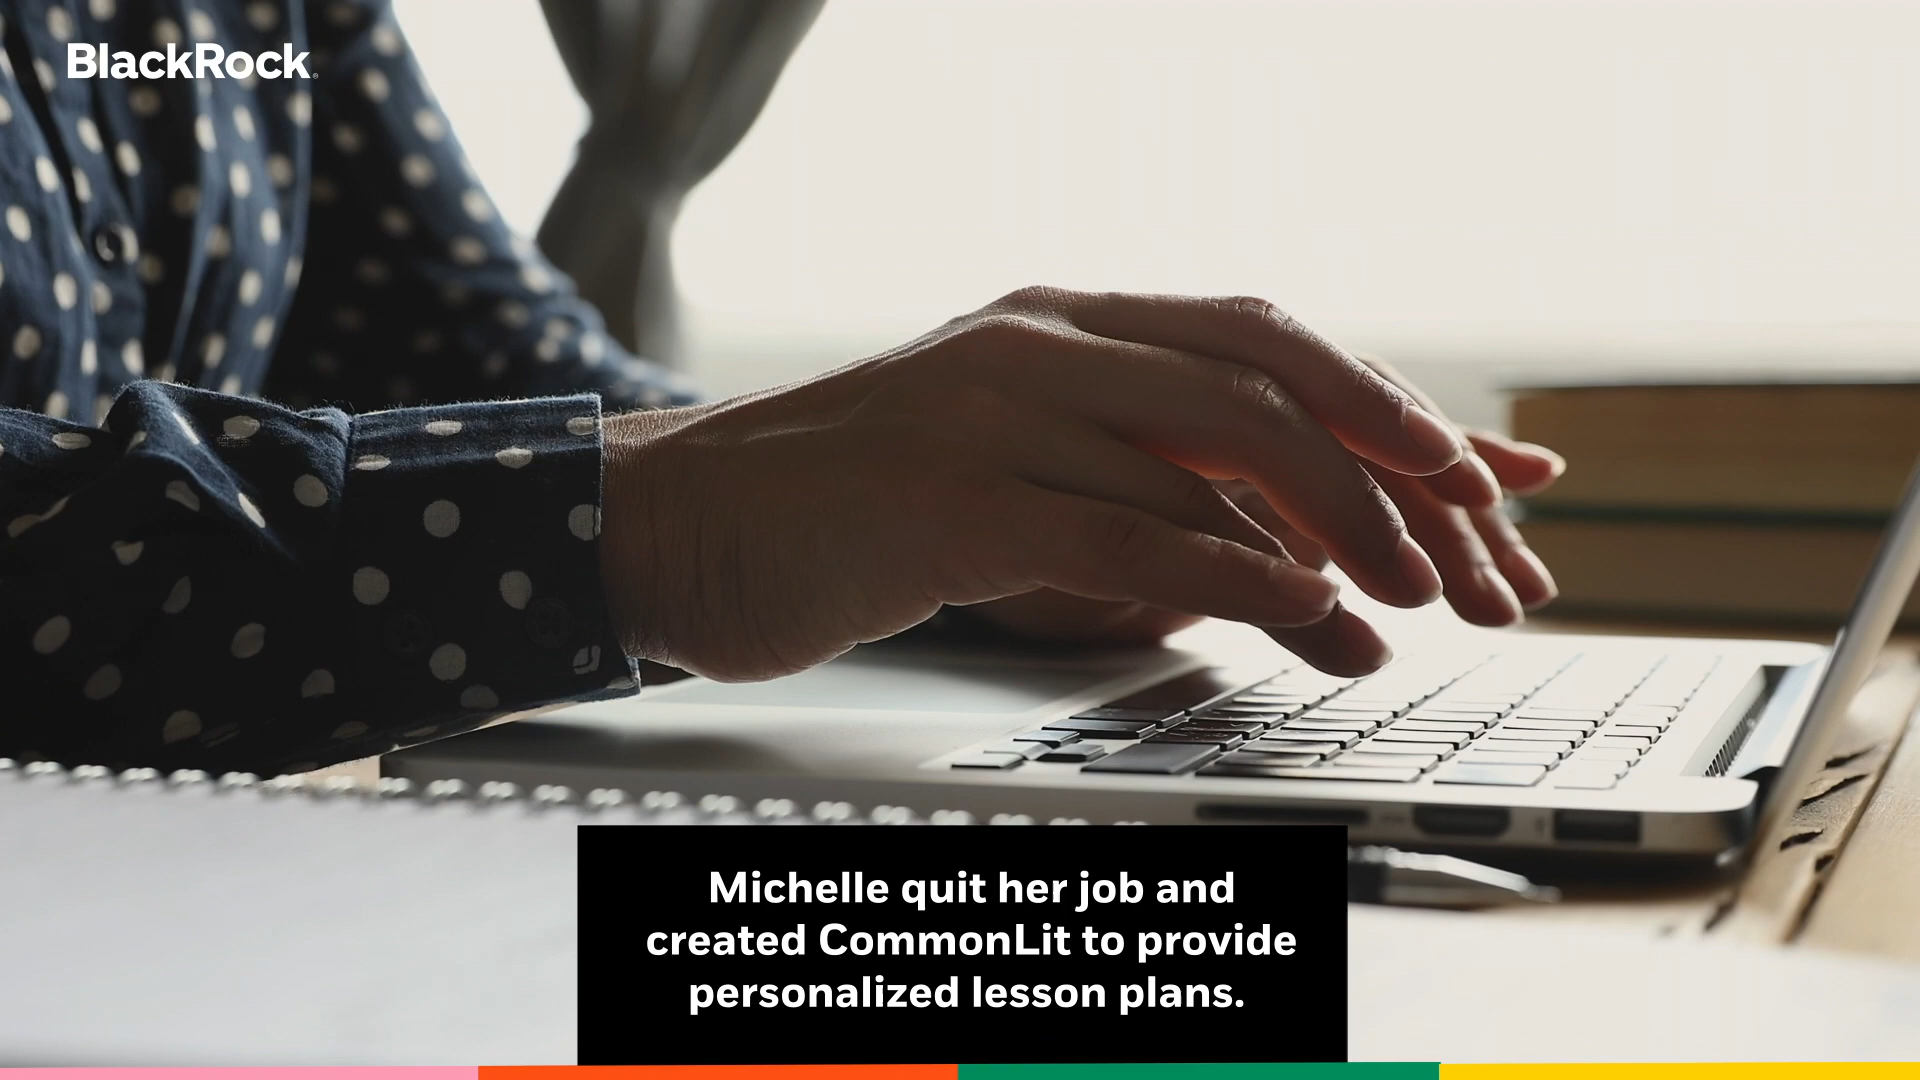 BlackRock
Michelle quit her job and
created CommonLit to provide
personalized lesson plans.